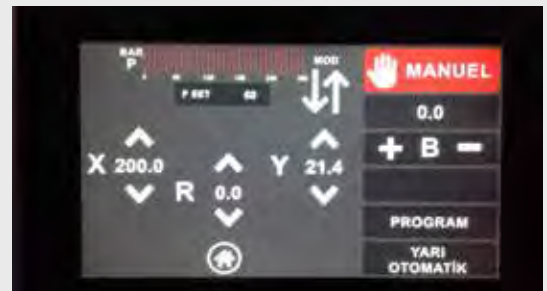 BAR
P
MOD
P SET 60
MANUEL
0.0
+ B −
X 200.0
R 0.0
Y 21.4
PROGRAM
YARI
OTOMATİK